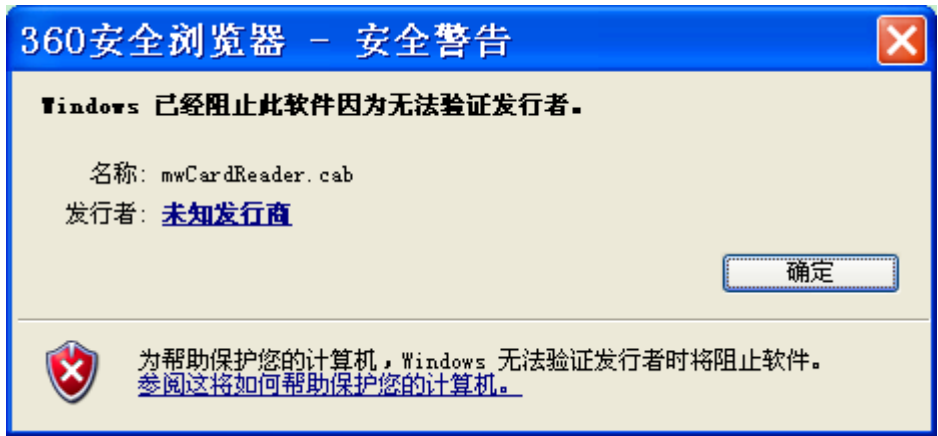 360安全浏览器 - 安全警告
Windows 已经阻止此软件因为无法验证发行者。
名称: mwCardReader.cab
发行者: 未知发行商
确定
为帮助保护您的计算机,Windows 无法验证发行者时将阻止软件。
参阅这将如何帮助保护您的计算机。